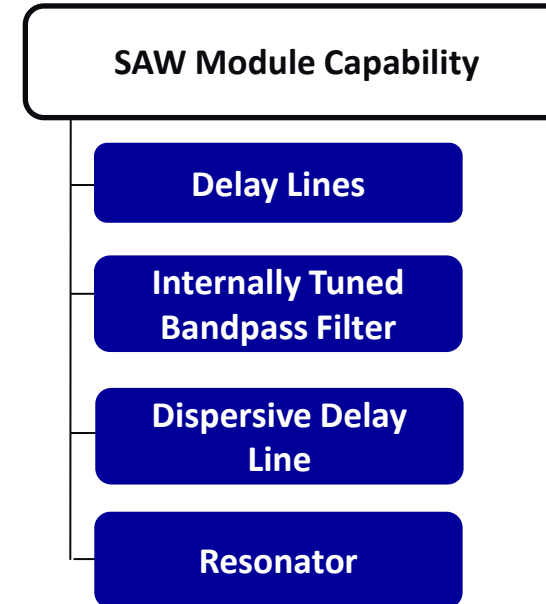 SAW Module Capability
Delay Lines
Internally Tuned
Bandpass Filter
Dispersive Delay
Line
Resonator